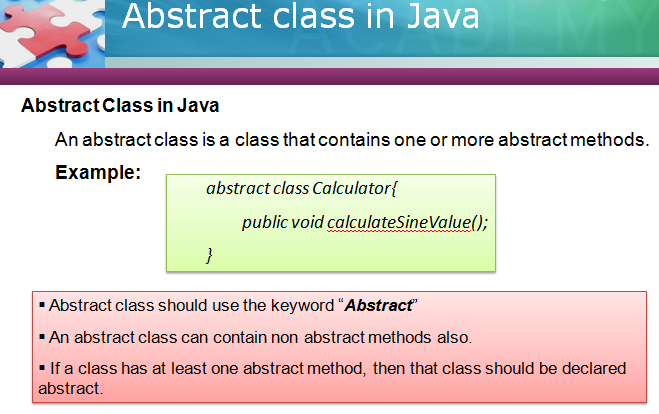 Abstract class in Java
Abstract Class in Java
An abstract class is a class that contains one or more abstract methods.
Example:
abstract class Calculator{
public void calculateSineValue();
}
▪ Abstract class should use the keyword “Abstract”
▪ An abstract class can contain non abstract methods also.
▪ If a class has at least one abstract method, then that class should be declared
abstract.